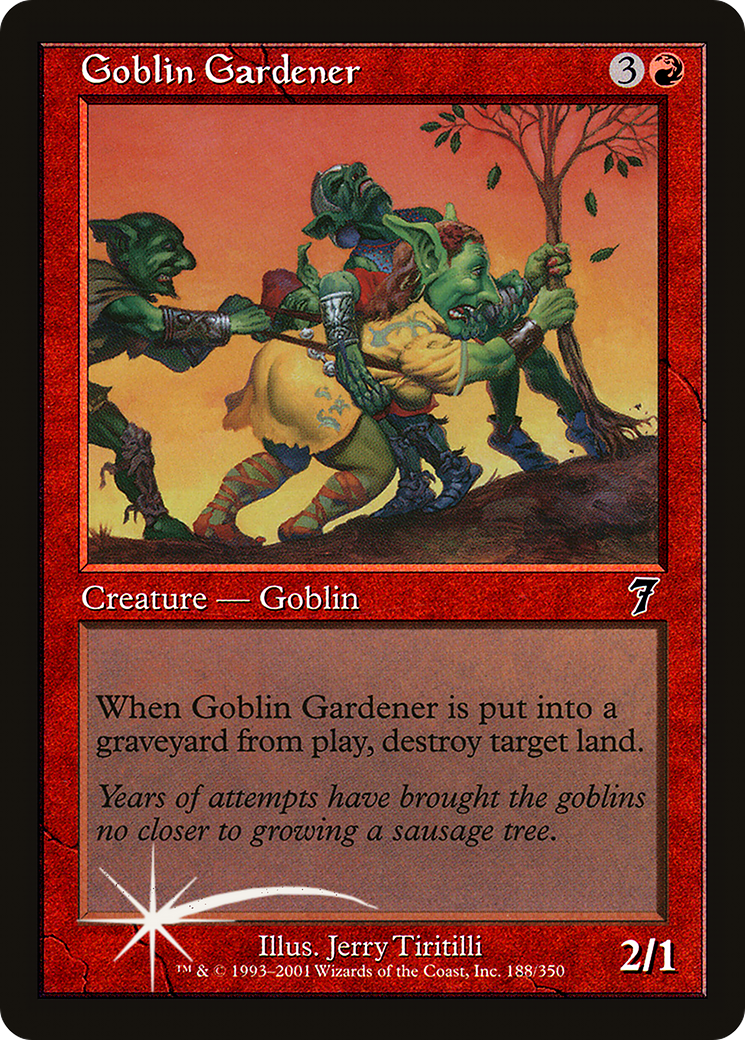 Goblin Gardener 3
Creature — Goblin 7
When Goblin Gardener is put into a
graveyard from play, destroy target land.
Years of attempts have brought the goblins
no closer to growing a sausage tree.
Illus. Jerry Tiritilli
™ & © 1993–2001 Wizards of the Coast, Inc. 188/350
2/1